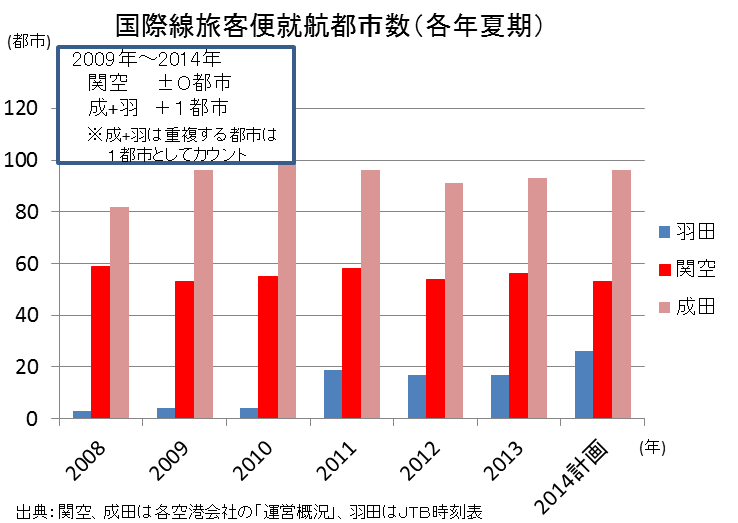 国際線旅客便就航都市数（各年夏期）
(都市)
2009年～2014年
関空　±０都市
成+羽　＋１都市
※成+羽は重複する都市は
１都市としてカウント
120
100
80
60
40
20
0
羽田
関空
成田
2008
2009
2010
2011
2012
2013
2014計画
(年)
出典：関空、成田は各空港会社の「運営概況」、羽田はJTB時刻表